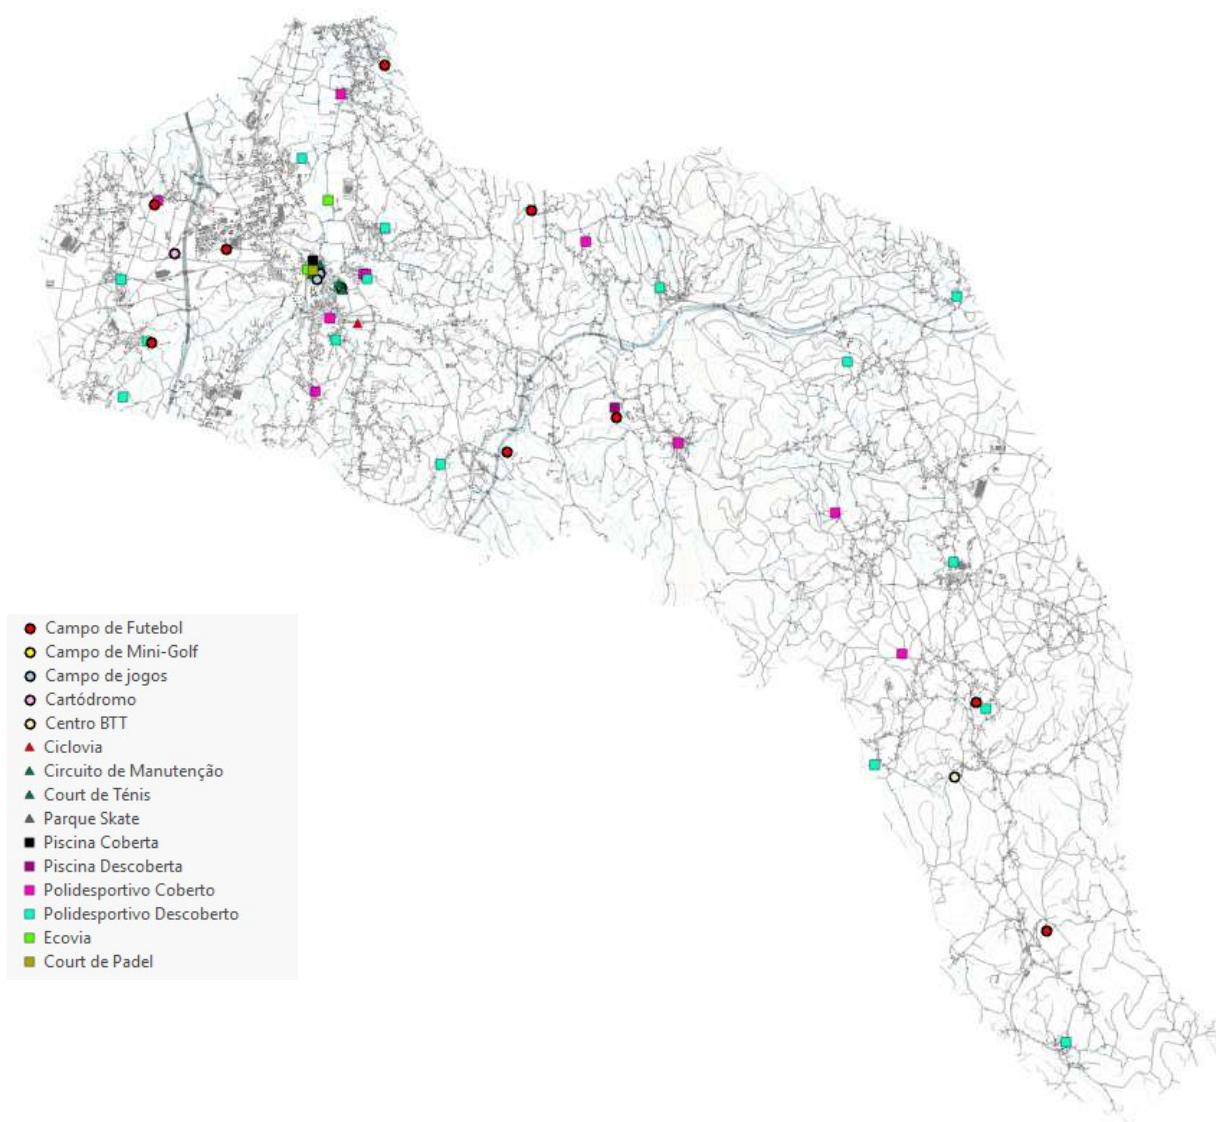 Campo de Futebol
Campo de Mini-Golf
Campo de jogos
Cartódromo
Centro BTT
Ciclovia
Circuito de Manutenção
Court de Ténis
Parque Skate
Piscina Coberta
Piscina Descoberta
Polidesportivo Coberto
Polidesportivo Descoberto
Ecovia
Court de Padel